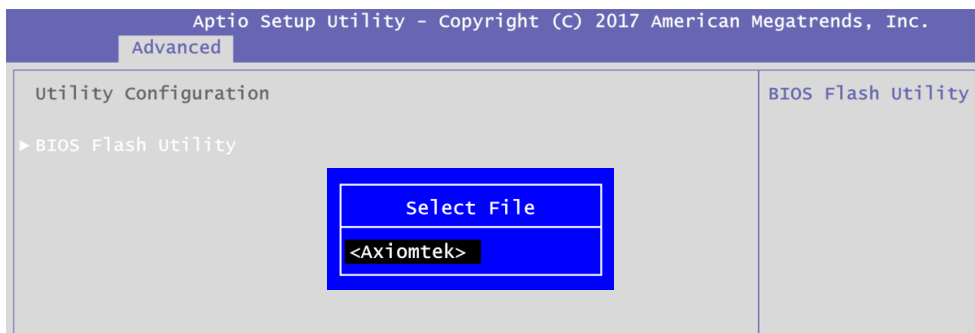 Aptio Setup Utility - Copyright (C) 2017 American Megatrends, Inc.
Advanced
Utility Configuration
BIOS Flash Utility
►BIOS Flash Utility
Select File
<Axiomtek>